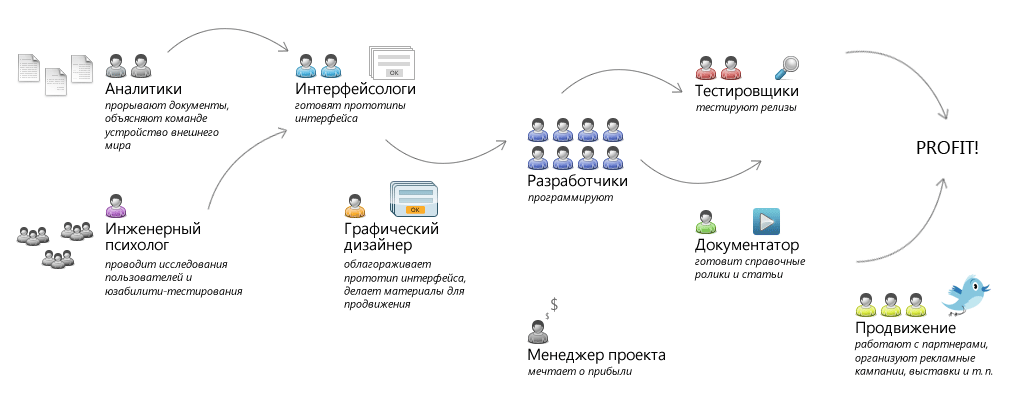 Аналитики
прорывают документы,
объясняют команде
устройство внешнего
мира
Интерфейсологи
готовят прототипы
интерфейса
OK
Инженерный
психолог
проводит исследования
пользователей и
юзабилити-тестирования
OK
Графический
дизайнер
облагораживает
прототип интерфейса,
делает материалы для
продвижения
Разработчики
программируют
$
$
Менеджер проекта
мечтает о прибыли
Тестировщики
тестируют релизы
Документатор
готовит справочные
ролики и статьи
PROFIT!
Продвижение
работают с партнерами,
организуют рекламные
кампании, выставки и т. п.